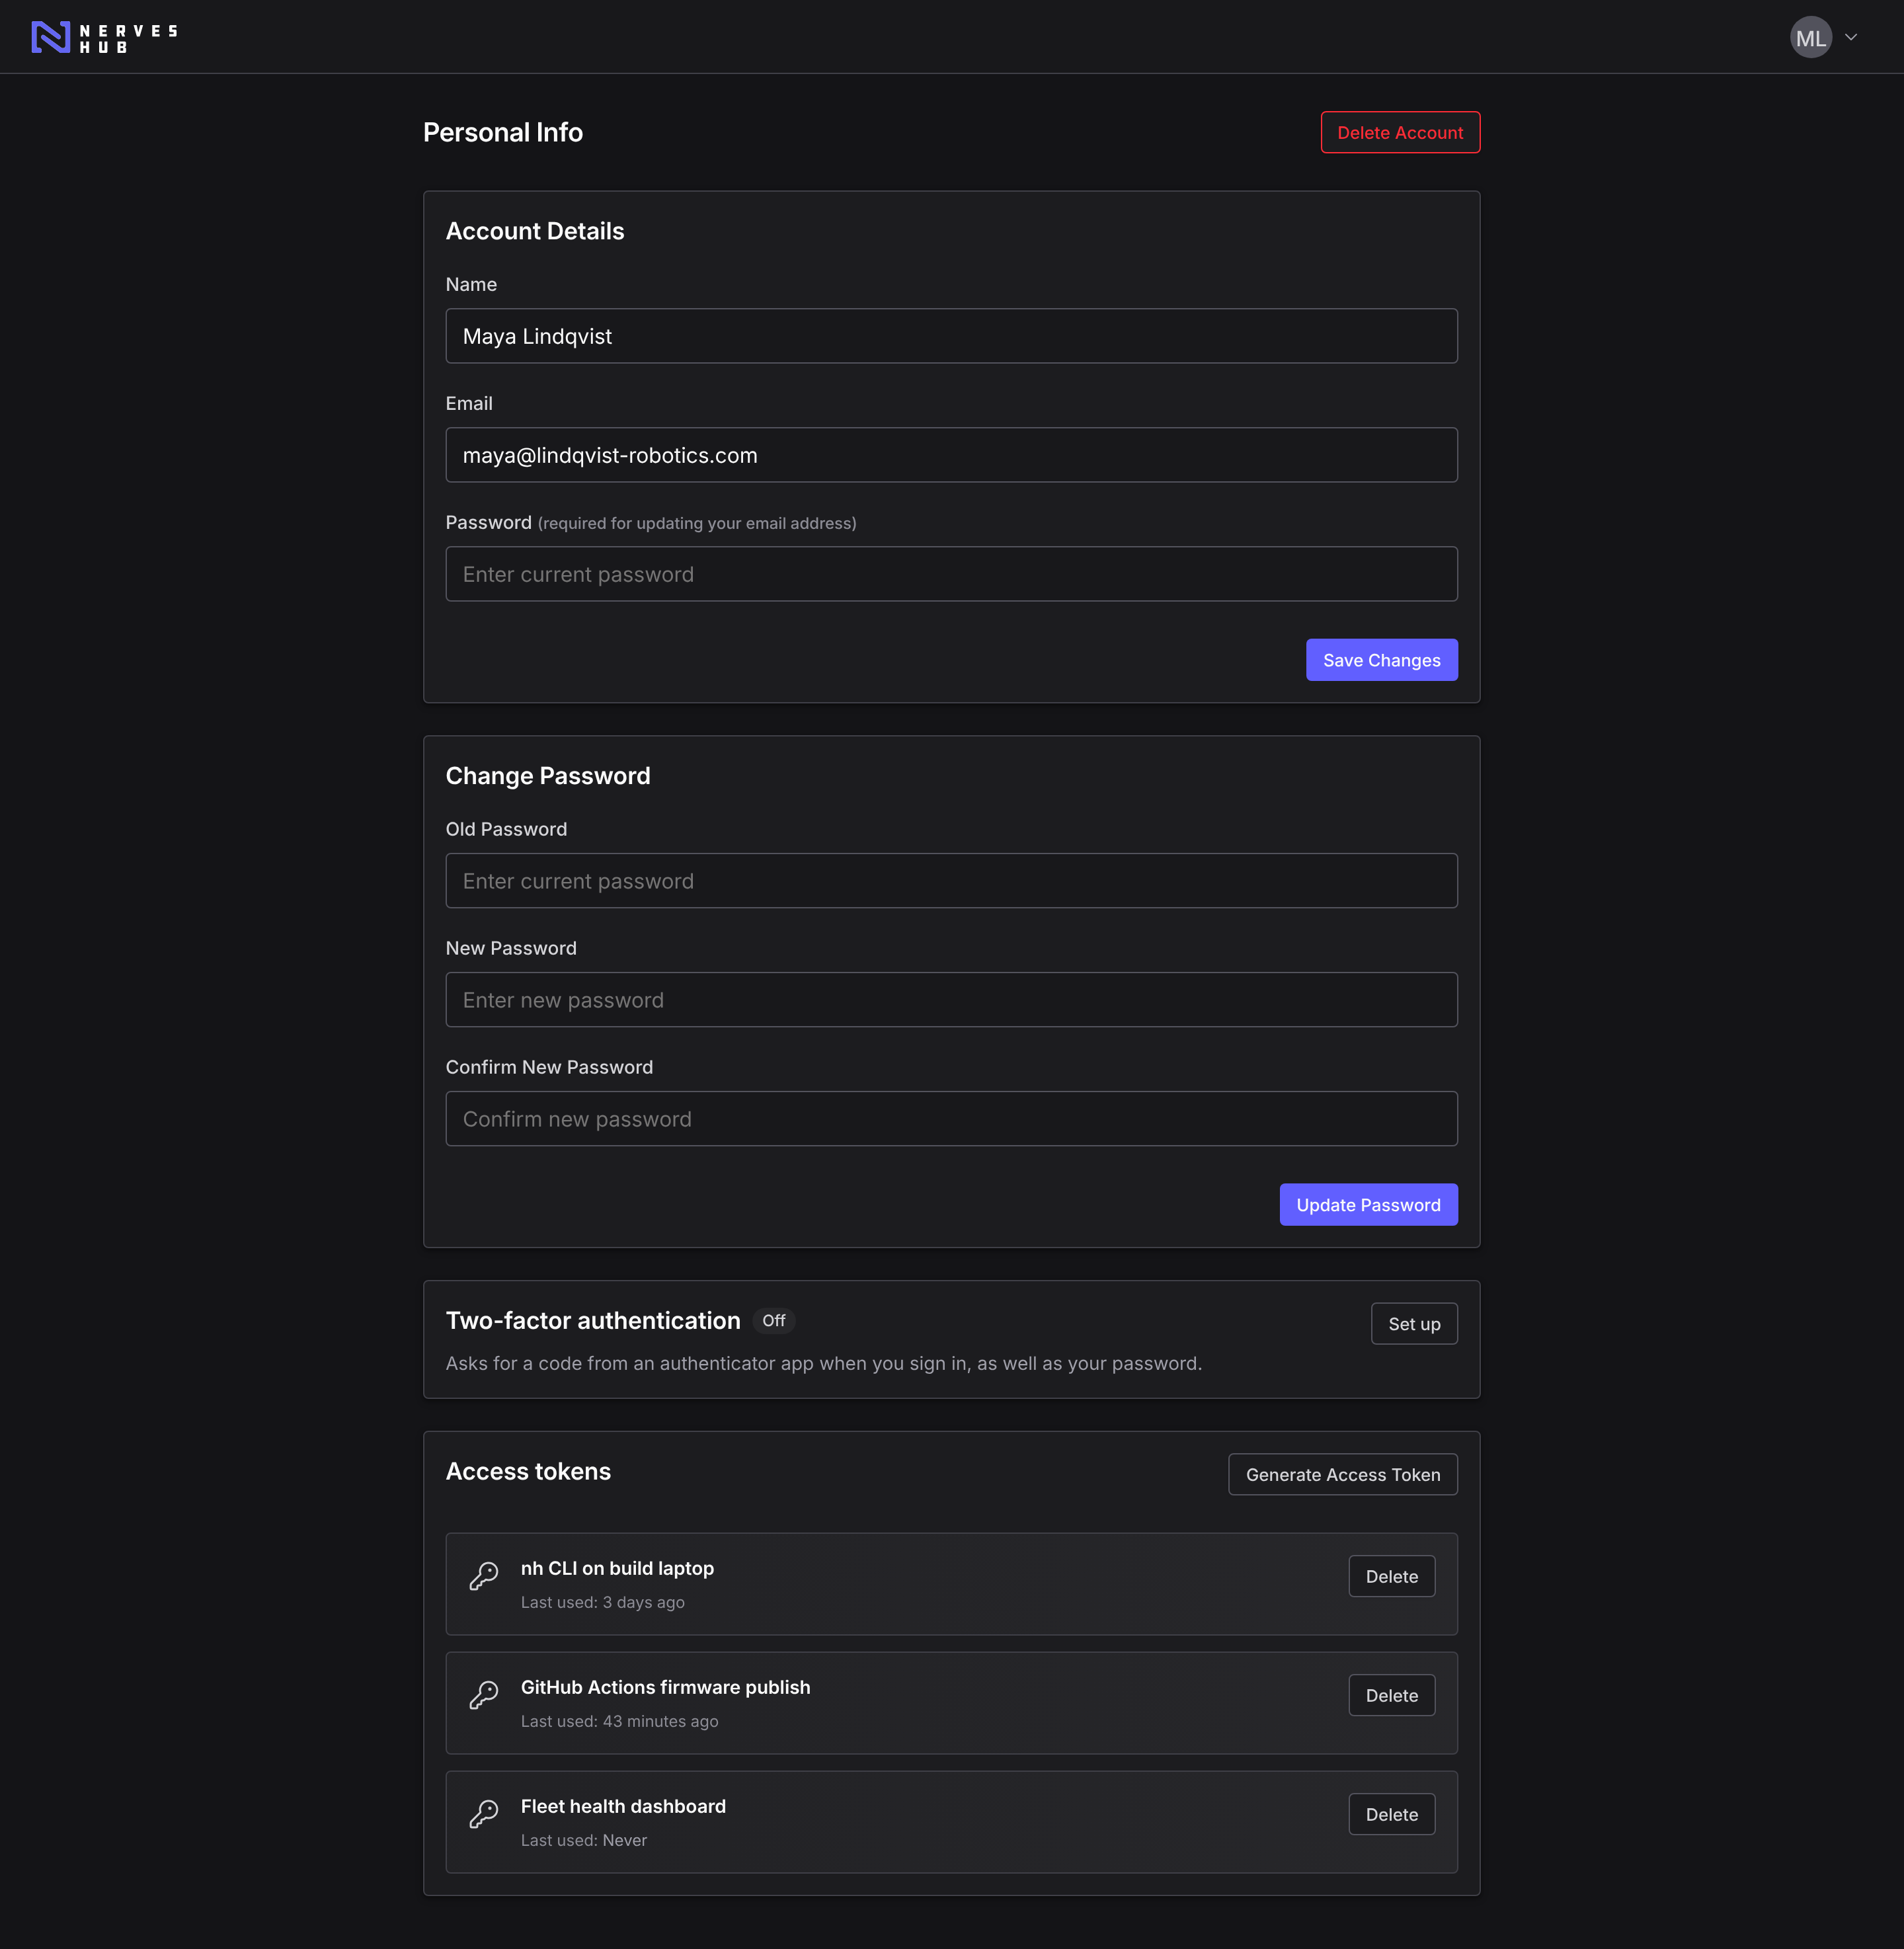 NERVES
HUB
ML
Personal Info
Delete Account
Account Details
Name
Maya Lindqvist
Email
maya@lindqvist-robotics.com
Password (required for updating your email address)
Enter current password
Save Changes
Change Password
Old Password
Enter current password
New Password
Enter new password
Confirm New Password
Confirm new password
Update Password
Two-factor authentication Off
Set up
Asks for a code from an authenticator app when you sign in, as well as your password.
Access tokens
Generate Access Token
nh CLI on build laptop
Last used: 3 days ago
Delete
GitHub Actions firmware publish
Last used: 43 minutes ago
Delete
Fleet health dashboard
Last used: Never
Delete